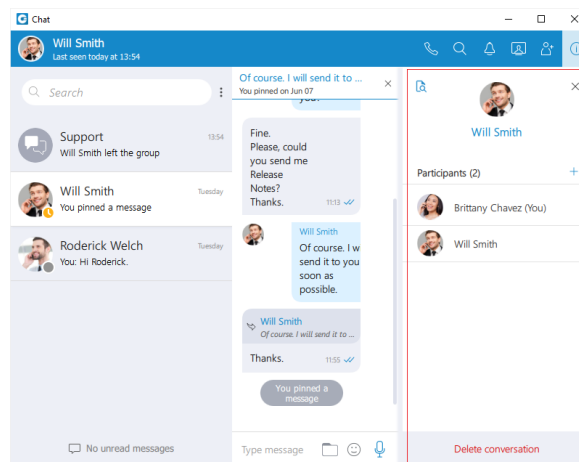 Chat
Will Smith
Last seen today at 13:54
Search
Support
13:54
Will Smith left the group
Will Smith
Tuesday
You pinned a message
Roderick Welch
Tuesday
You: Hi Roderick.
No unread messages
Of course. I will send it to ...
You pinned on Jun 07
you?
Fine.
Please, could
you send me
Release
Notes?
Thanks.
11:13
Will Smith
Of course. I w
send it to you
soon as
possible.
Will Smith
Of course. I will send it to ...
Thanks.
11:55
You pinned a
message
Type message
Will Smith
Participants (2)
Brittany Chavez (You)
Will Smith
Delete conversation